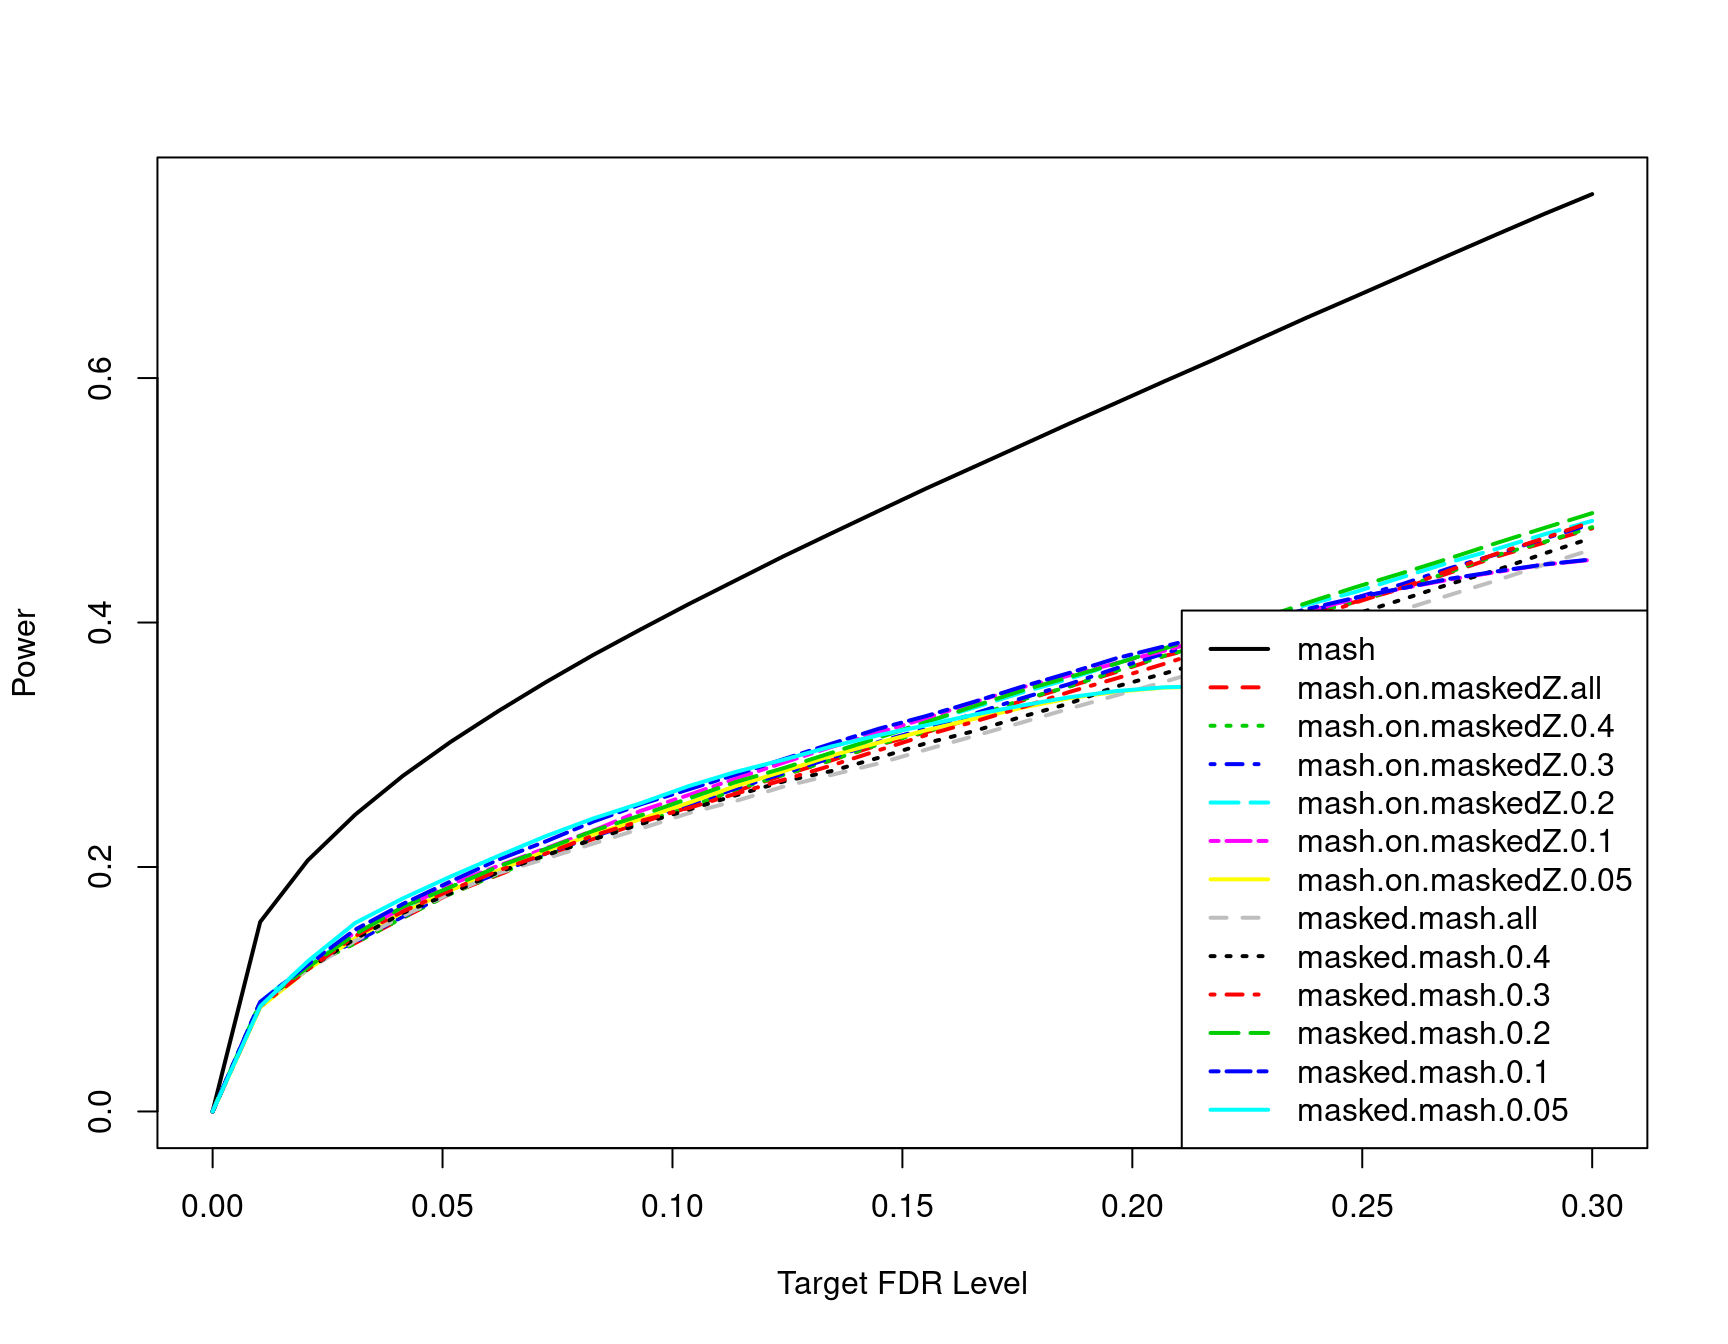 Power
0.6
0.4
0.2
0.0
mash
mash.on.maskedZ.all
mash.on.maskedZ.0.4
mash.on.maskedZ.0.3
mash.on.maskedZ.0.2
mash.on.maskedZ.0.1
mash.on.maskedZ.0.05
masked.mash.all
masked.mash.0.4
masked.mash.0.3
masked.mash.0.2
masked.mash.0.1
masked.mash.0.05
0.00 0.05 0.10 0.15 0.20 0.25 0.30
Target FDR Level